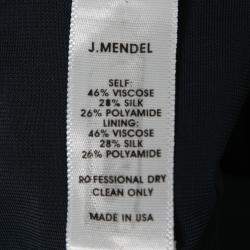 J.MENDEL
SELF:
46% VISCOSE
28% SILK
26% POLYAMIDE
LINING:
46% VISCOSE
28% SILK
26% POLYAMIDE
PROFESSIONAL DRY
CLEAN ONLY
MADE IN USA